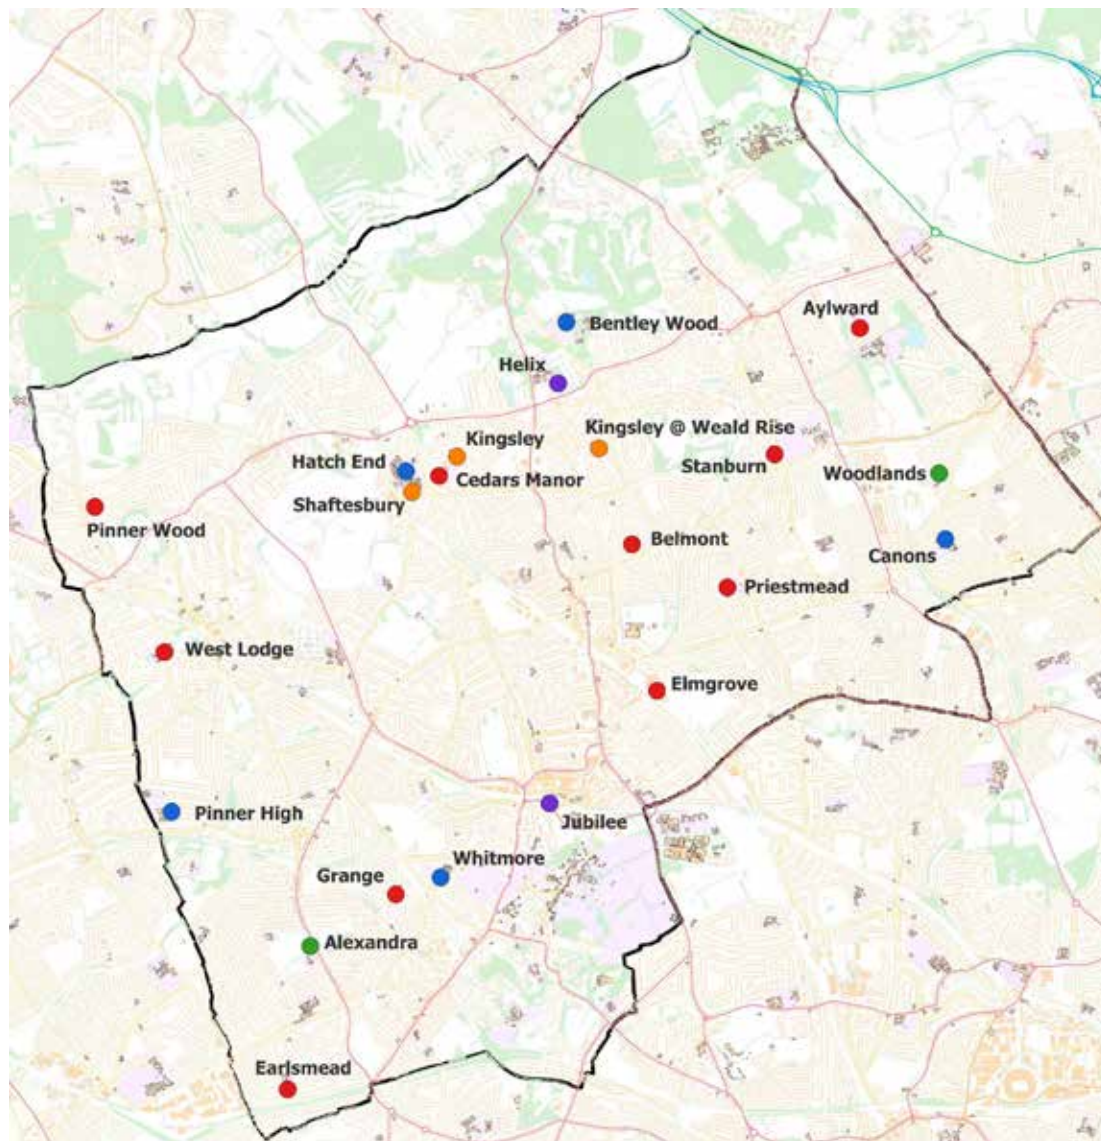 Aylward
Bentley Wood
Helix
Kingsley @ Weald Rise
Kingsley
Stanburn
Hatch End
Cedars Manor
Woodlands
Shaftesbury
Pinner Wood
Belmont
Canons
Priestmead
West Lodge
Elmgrove
Pinner High
Jubilee
Whitmore
Grange
Alexandra
Earlsmead